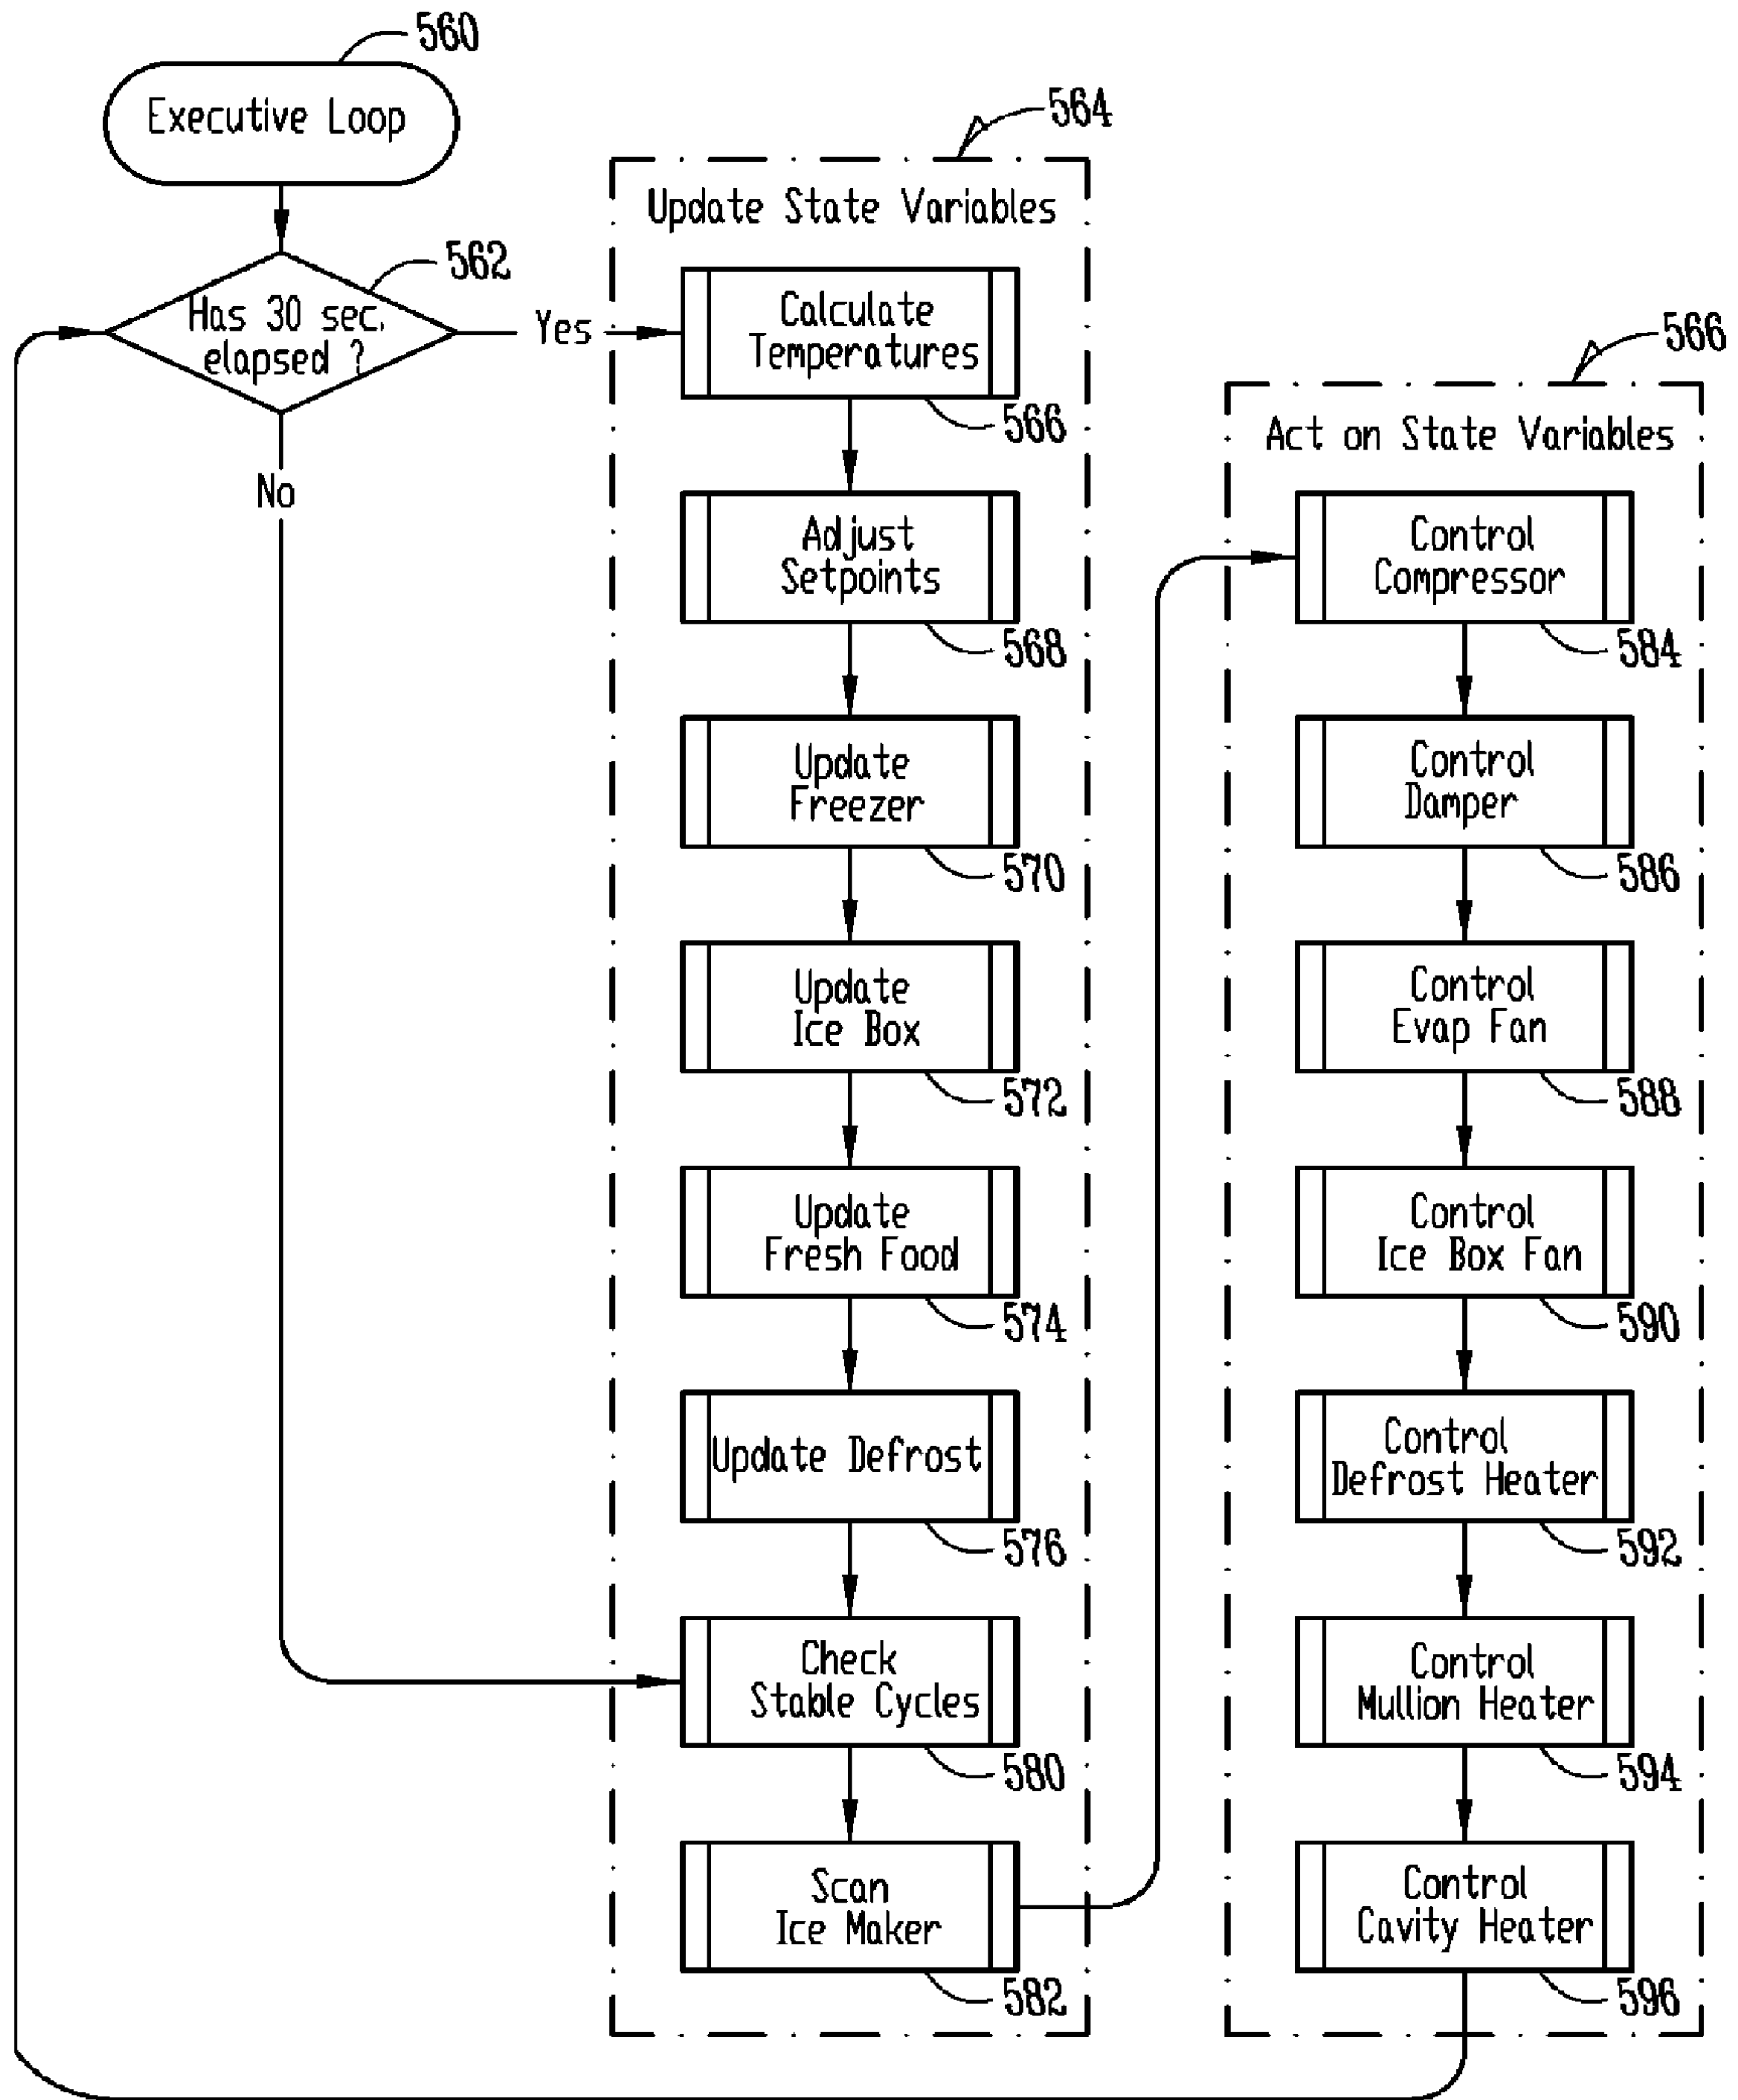 560
Executive Loop
562
Has 30 sec.
elapsed ?
Yes
No
564
Update State Variables
Calculate
Temperatures
566
Adjust
Setpoints
568
Update
Freezer
570
Update
Ice Box
572
Update
Fresh Food
574
Update Defrost
576
Check
Stable Cycles
580
Scan
Ice Maker
582
566
Act on State Variables
Control
Compressor
584
Control
Damper
586
Control
Evap Fan
588
Control
Ice Box Fan
590
Control
Defrost Heater
592
Control
Mullion Heater
594
Control
Cavity Heater
596